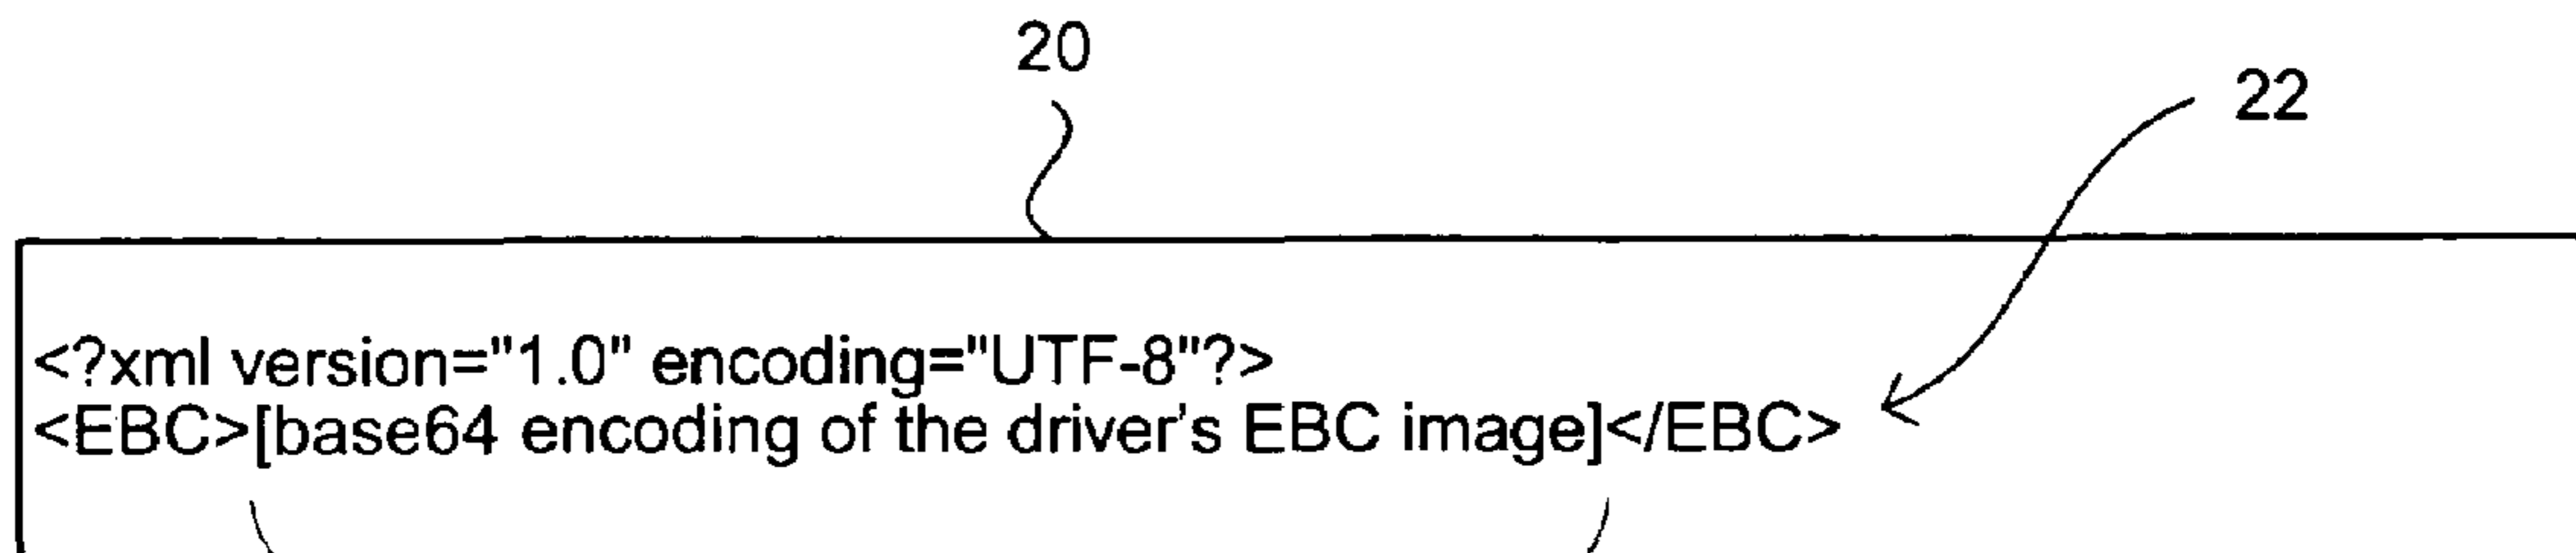 20
22
<?xml version="1.0" encoding="UTF-8"?>
<EBC>[base64 encoding of the driver's EBC image]</EBC>